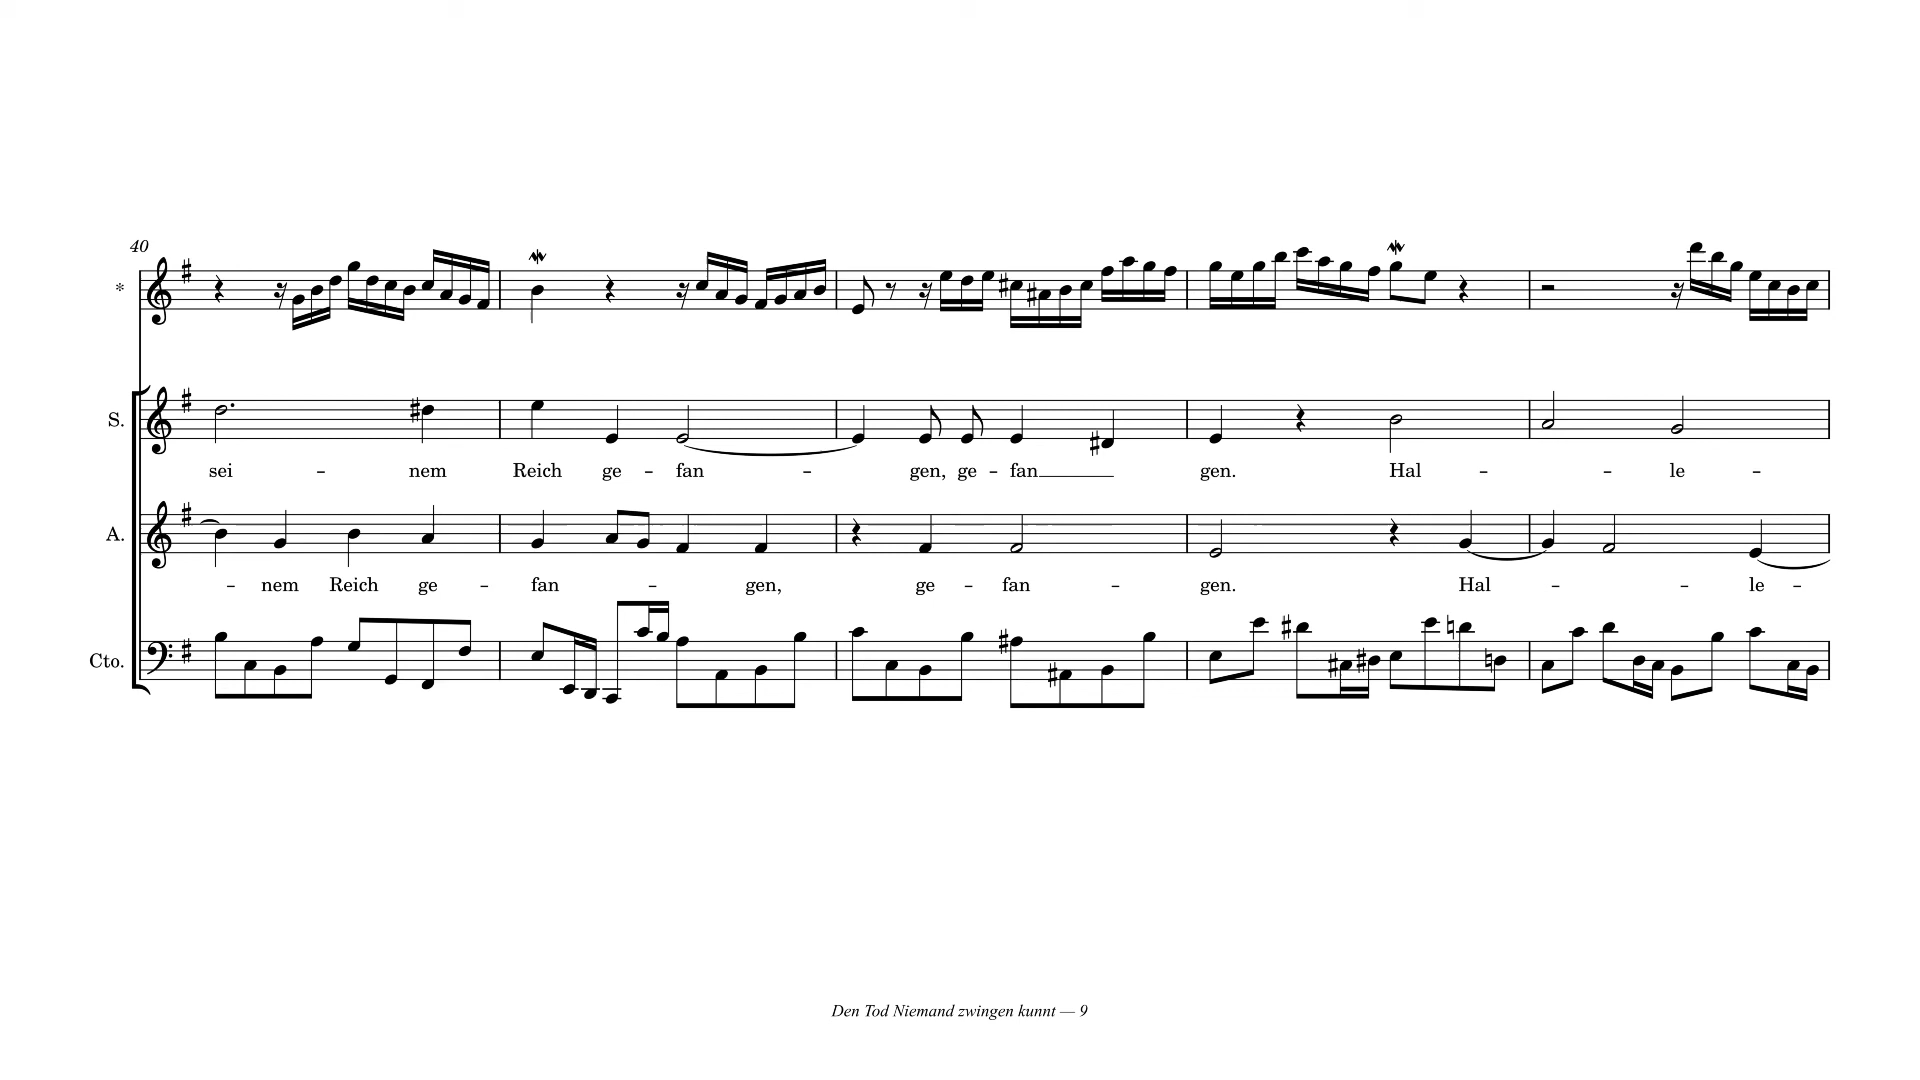 40
*
S.
sei - nem Reich ge - fan - gen, ge - fan gen. Hal - - le -
A.
- nem Reich ge - fan - gen, ge - fan - gen. Hal - - le -
Cto.
Den Tod Niemand zwingen kunnt — 9